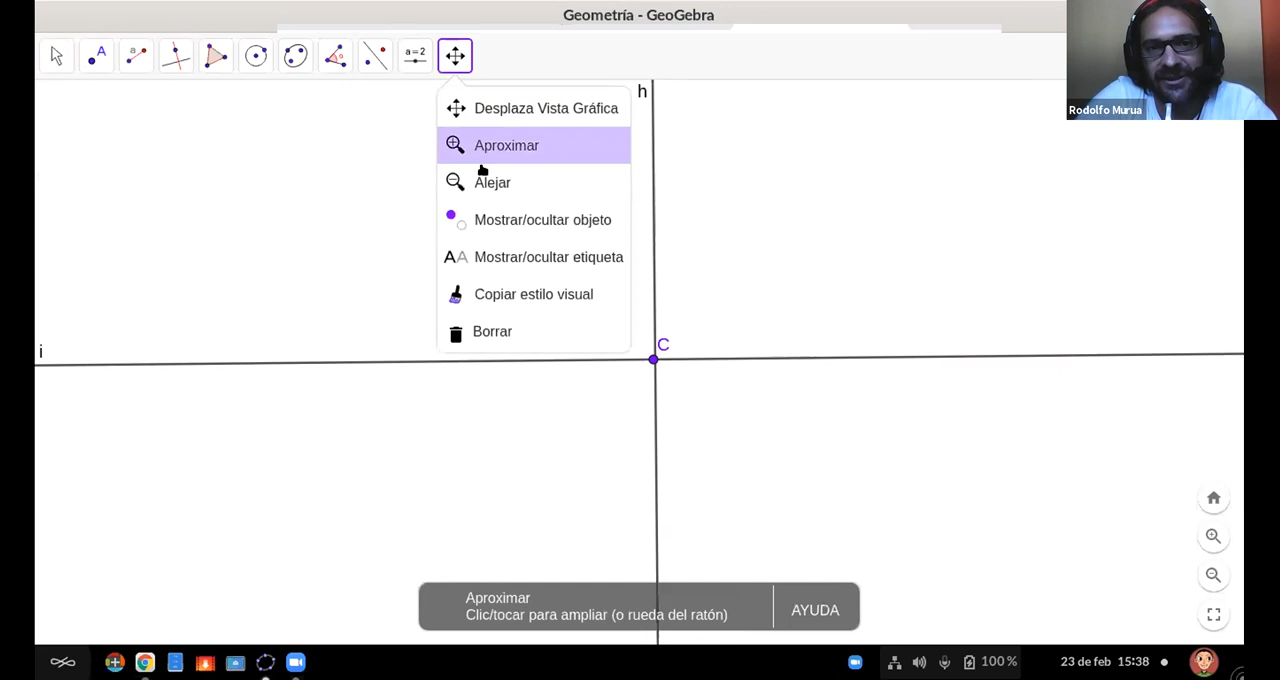 Geometría - GeoGebra
A
a
α
a=2
Rodolfo Murua
h
Desplaza Vista Gráfica
Aproximar
Alejar
Mostrar/ocultar objeto
AA Mostrar/ocultar etiqueta
Copiar estilo visual
Borrar
i
C
Aproximar
Clic/tocar para ampliar (o rueda del ratón)
AYUDA
100 %
23 de feb 15:38